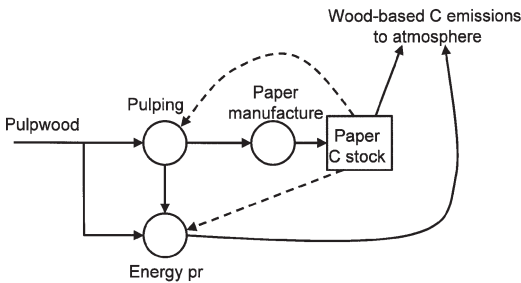 Wood-based C emissions
to atmosphere
Paper
manufacture
Pulping
Pulpwood
Paper
C stock
Energy pr